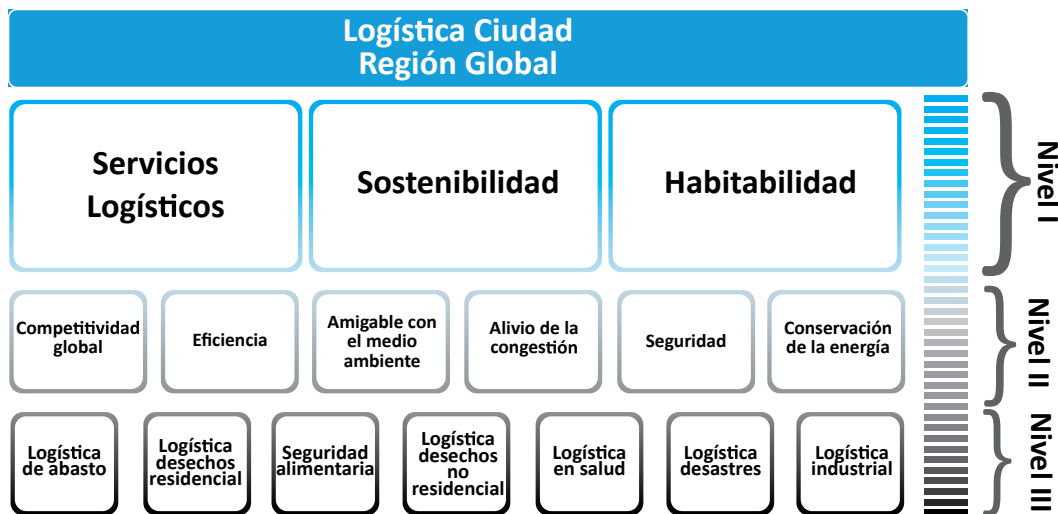 Logística Ciudad
Región Global
Servicios
Logísticos
Sostenibilidad
Habitabilidad
Nivel I
Competitividad
global
Eficiencia
Amigable con
el medio
ambiente
Alivio de la
congestión
Seguridad
Conservación
de la energía
Nivel II
Logística
de abasto
Logística
desechos
residencial
Seguridad
alimentaria
Logística
desechos
no
residencial
Logística
en salud
Logística
desastres
Logística
industrial
Nivel III